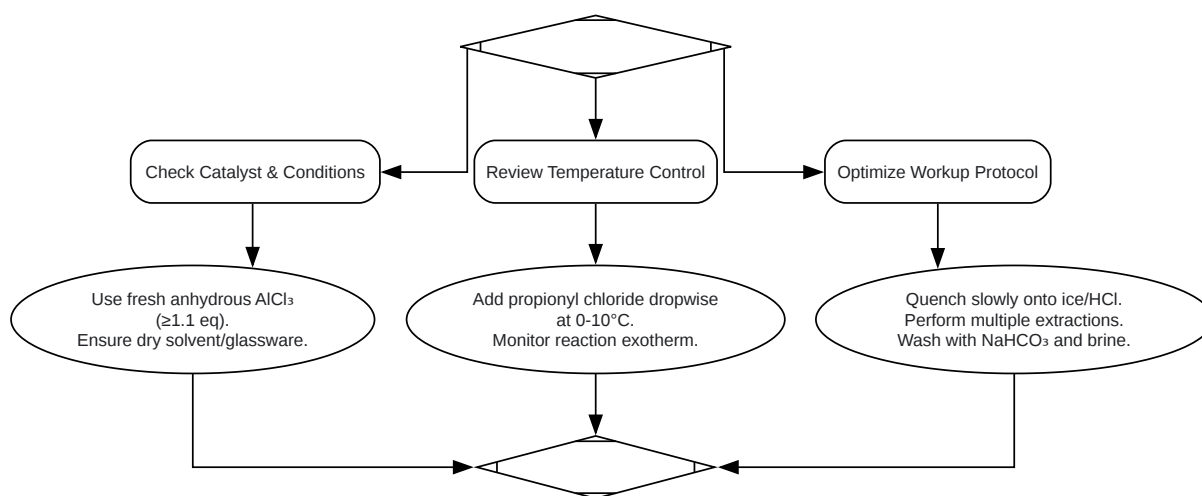 Check Catalyst & Conditions
Review Temperature Control
Optimize Workup Protocol
Use fresh anhydrous AlCl₃
(≥1.1 eq).
Ensure dry solvent/glassware.
Add propionyl chloride dropwise
at 0-10°C.
Monitor reaction exotherm.
Quench slowly onto ice/HCl.
Perform multiple extractions.
Wash with NaHCO₃ and brine.